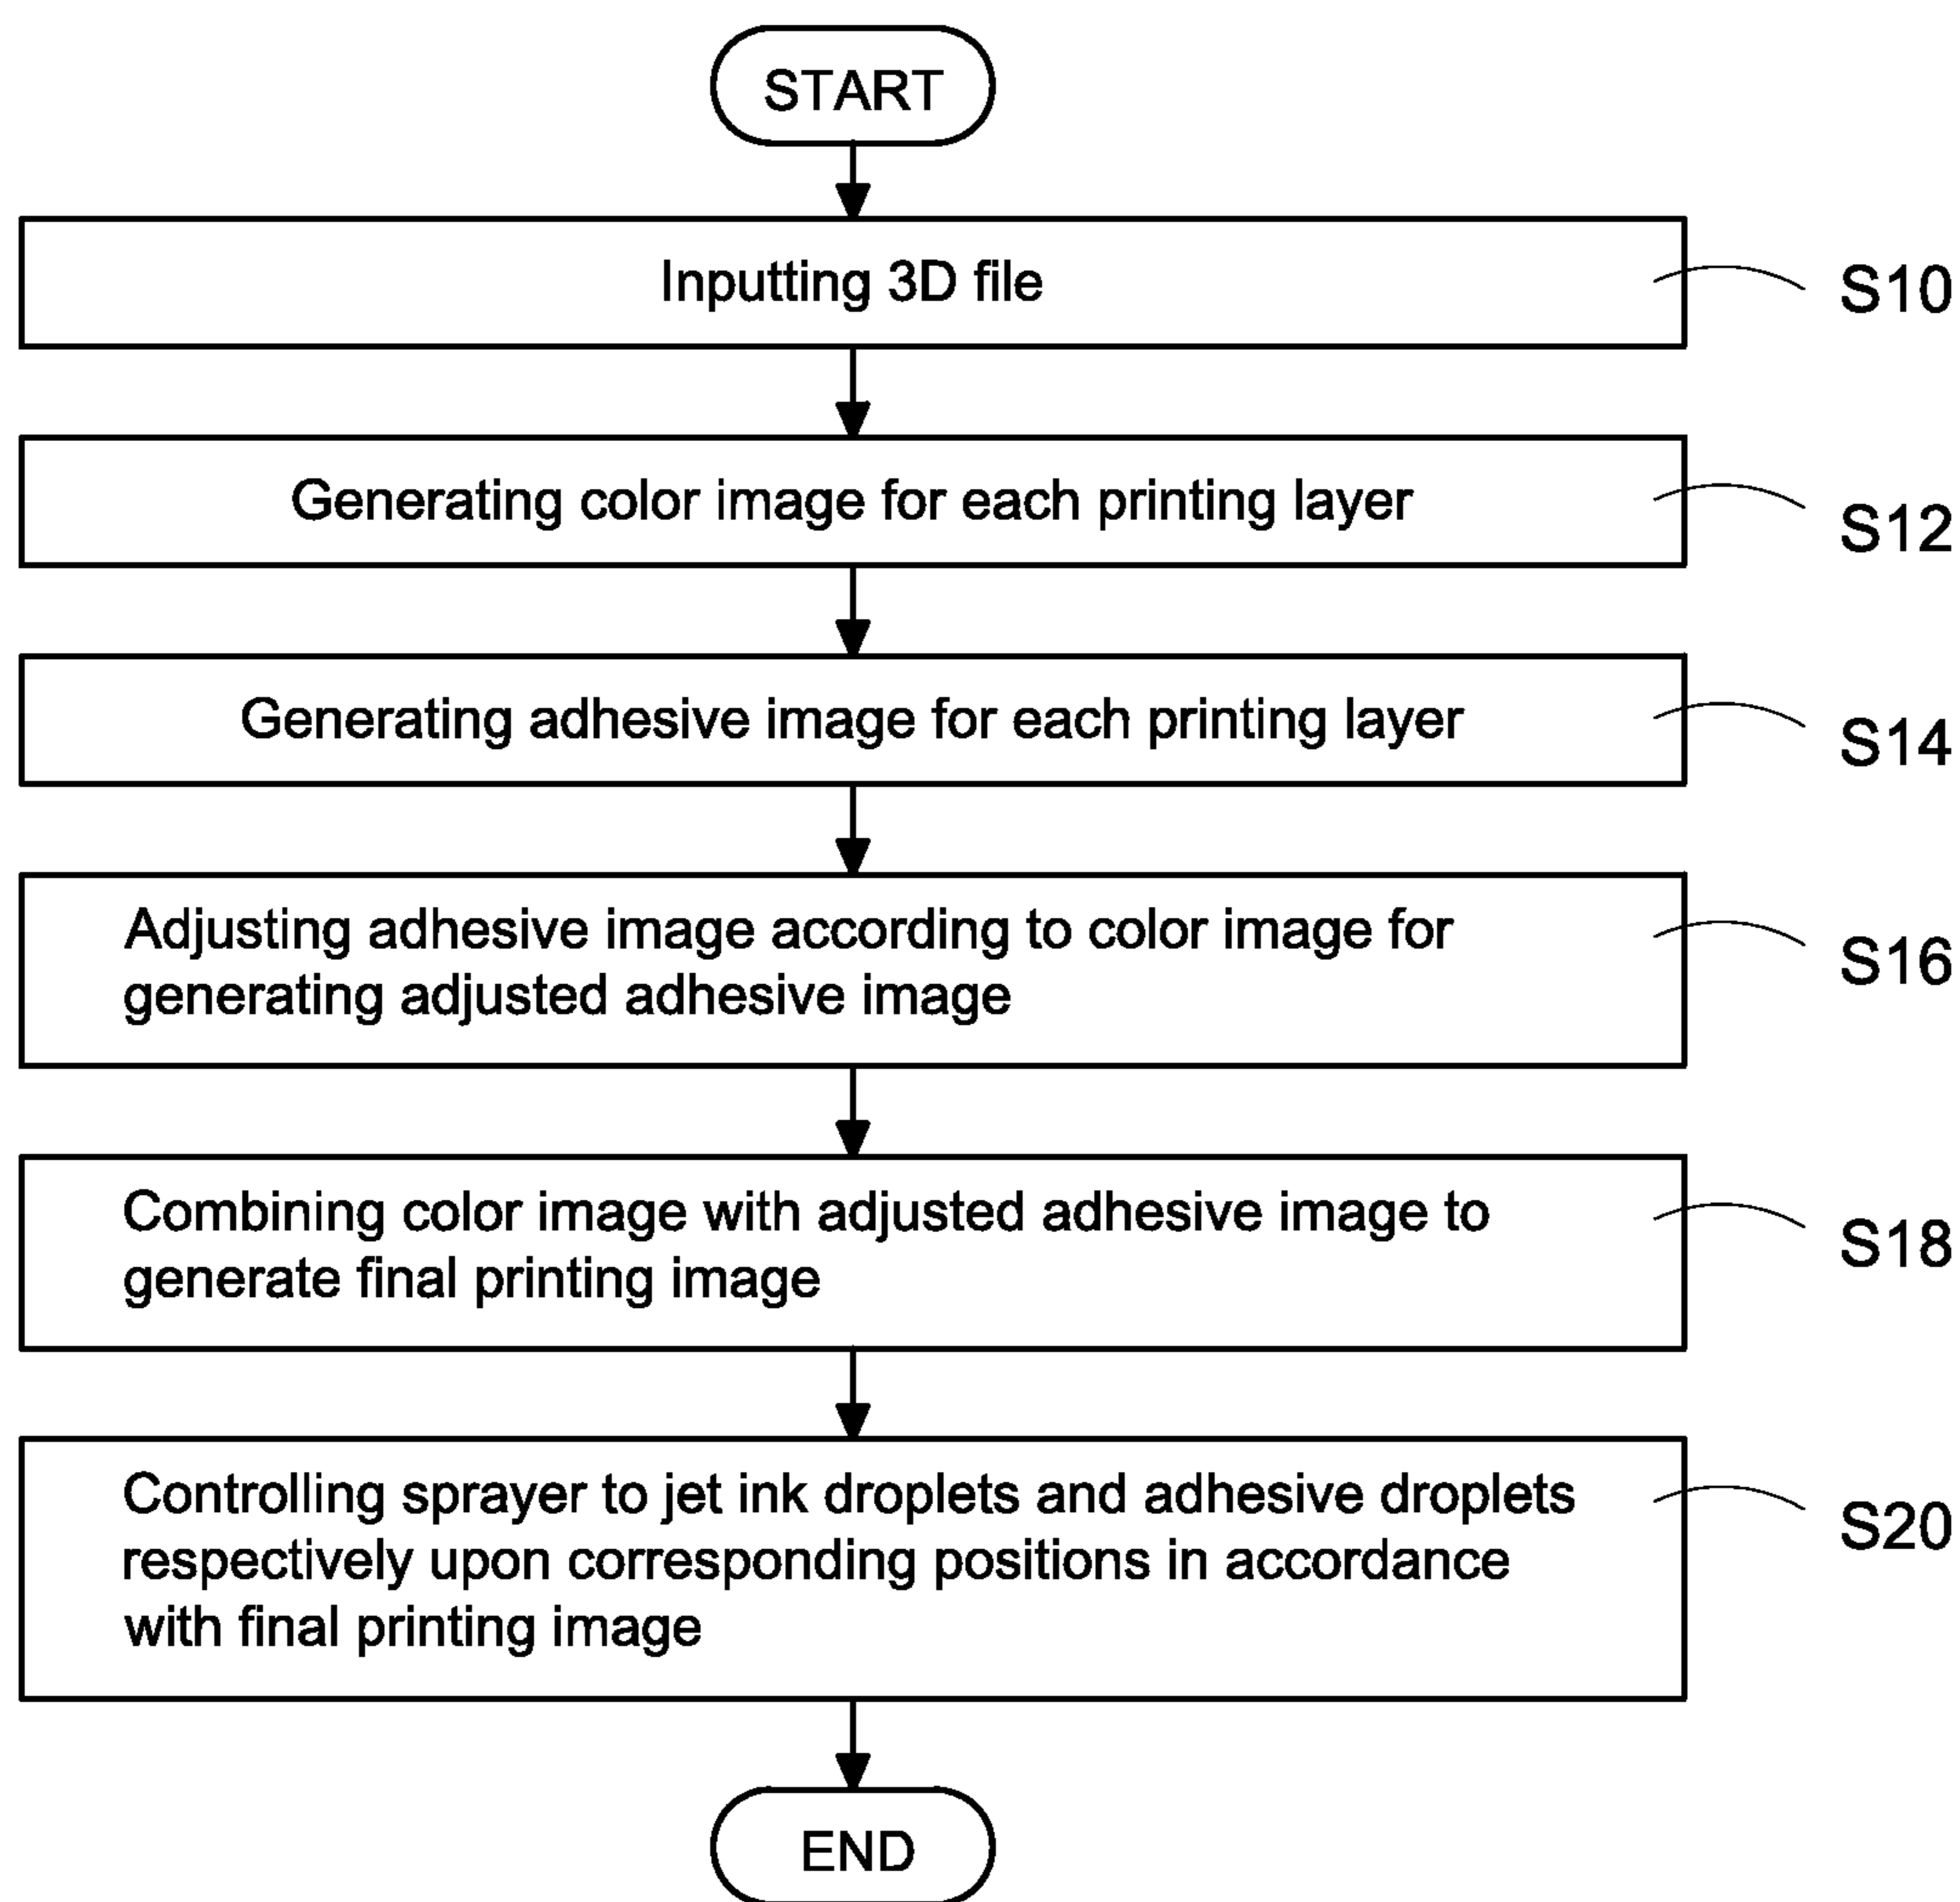 START
Inputting 3D file
S10
Generating color image for each printing layer
S12
Generating adhesive image for each printing layer
S14
Adjusting adhesive image according to color image for
generating adjusted adhesive image
S16
Combining color image with adjusted adhesive image to
generate final printing image
S18
Controlling sprayer to jet ink droplets and adhesive droplets
respectively upon corresponding positions in accordance
with final printing image
S20
END